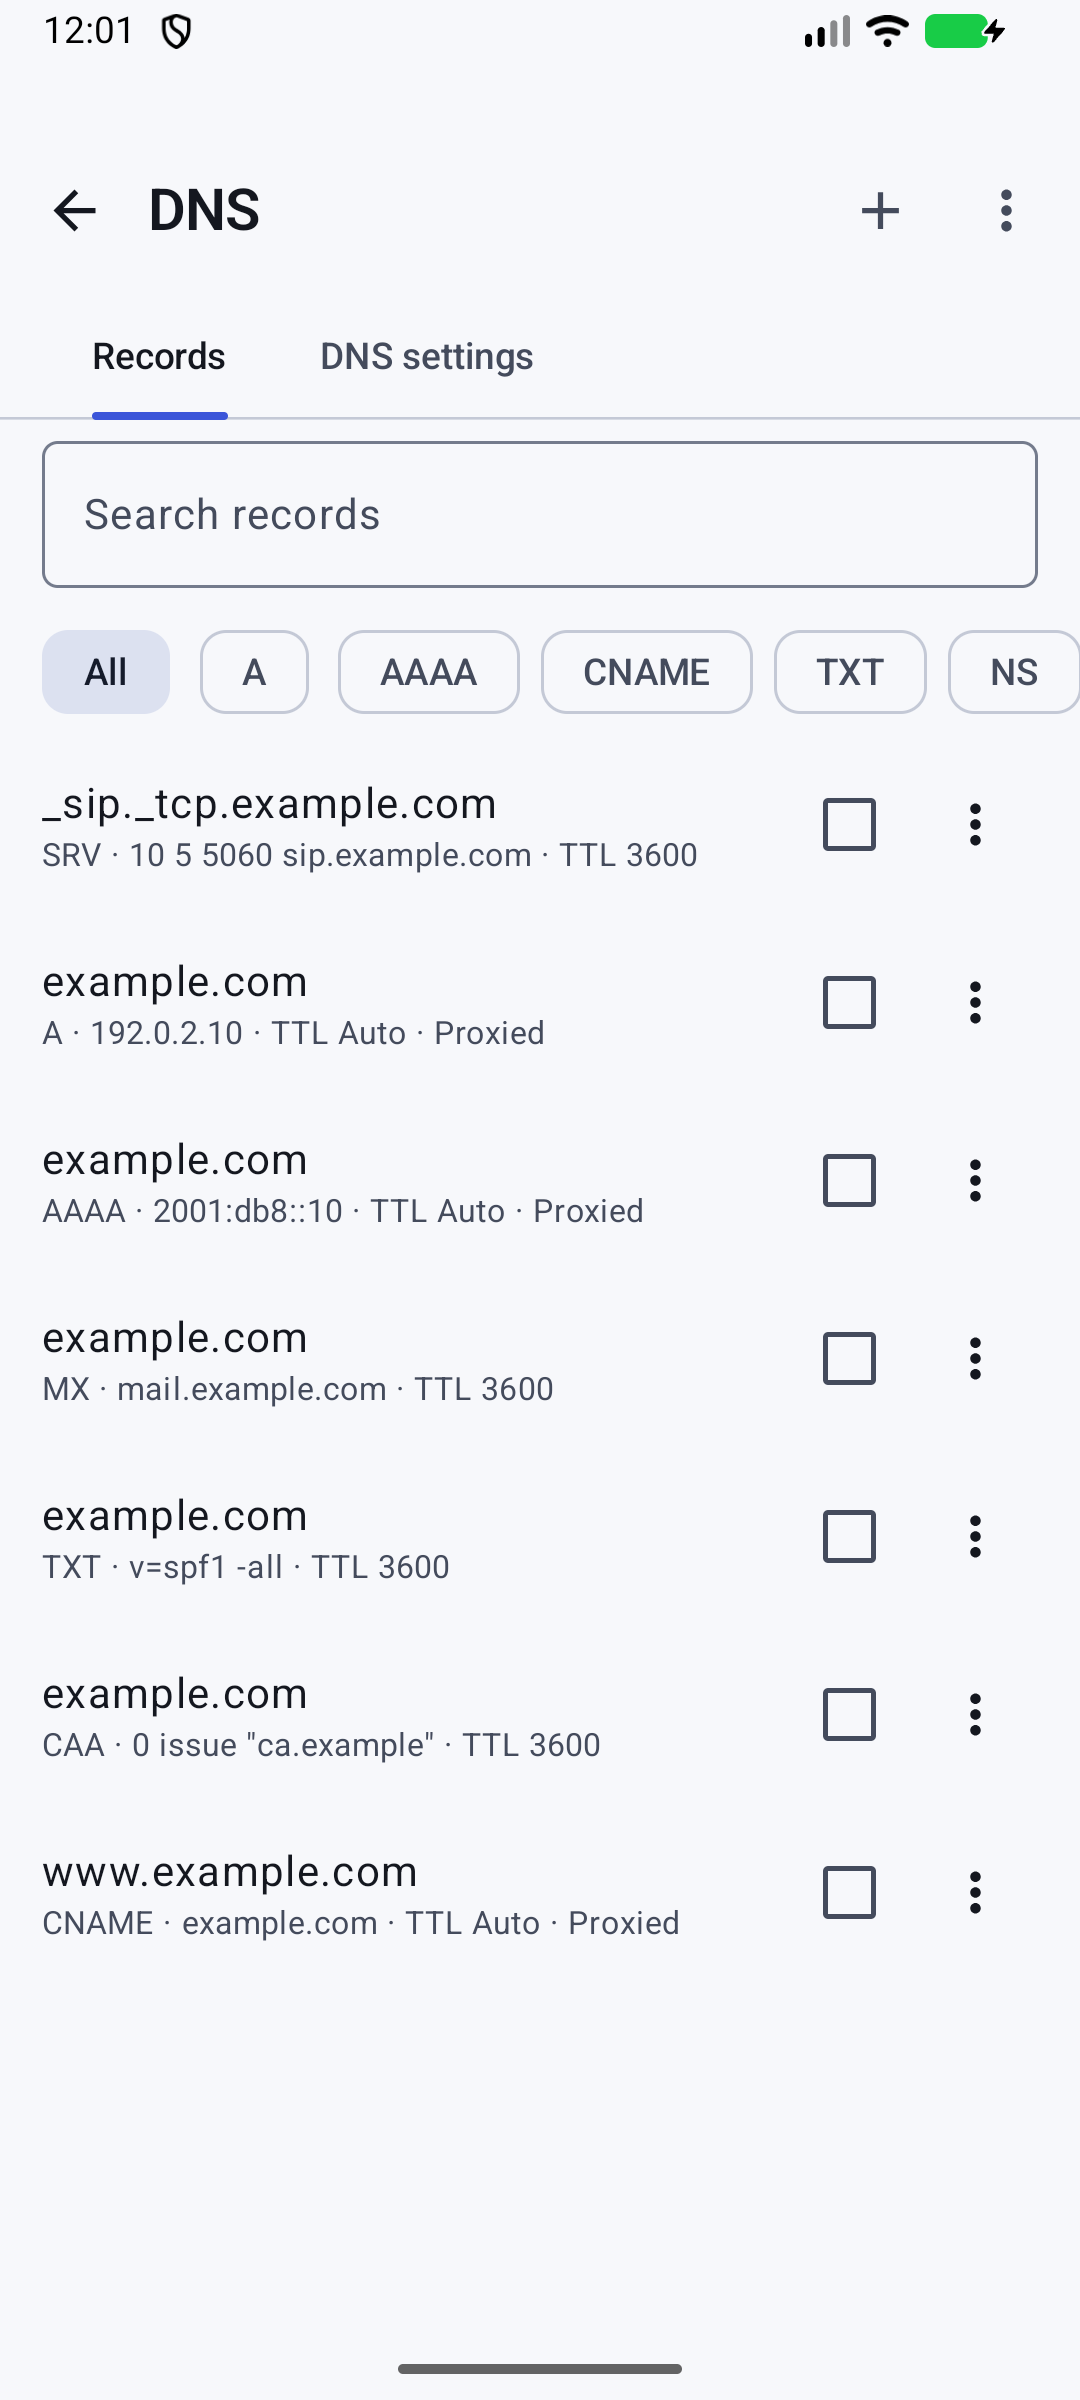 12:01
DNS
Records DNS settings
Search records
All A AAAA CNAME TXT NS
_sip._tcp.example.com
SRV · 10 5 5060 sip.example.com · TTL 3600
example.com
A · 192.0.2.10 · TTL Auto · Proxied
example.com
AAAA · 2001:db8::10 · TTL Auto · Proxied
example.com
MX · mail.example.com · TTL 3600
example.com
TXT · v=spf1 -all · TTL 3600
example.com
CAA · 0 issue "ca.example" · TTL 3600
www.example.com
CNAME · example.com · TTL Auto · Proxied